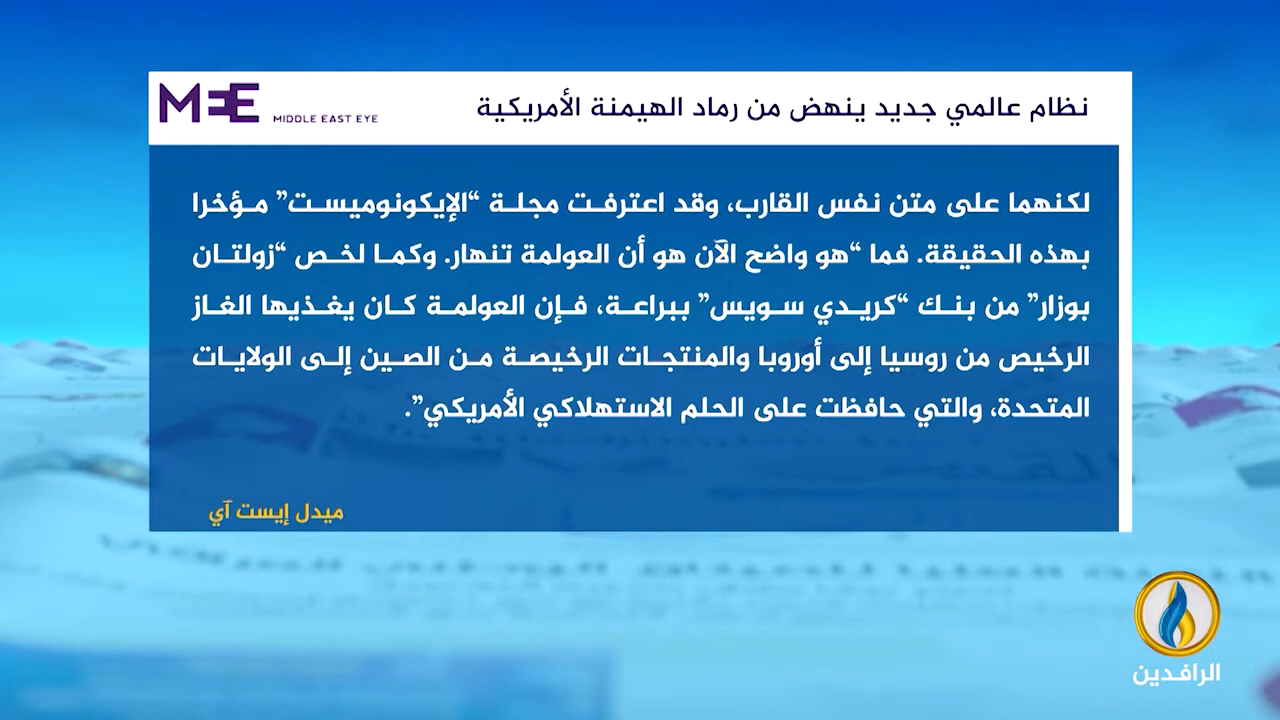 نظام عالمي جديد ينهض من رماد الهيمنة الأمريكية
MEE
MIDDLE EAST EYE
لكنهما على متن نفس القارب، وقد اعترفت مجلة “الإيكونوميست” مؤخرا
بهذه الحقيقة. فما “هو واضح الآن هو أن العولمة تنهار. وكما لخص “زولتان
بوزار” من بنك “كريدي سويس” ببراعة، فإن العولمة كان يغذيها الغاز
الرخيص من روسيا إلى أوروبا والمنتجات الرخيصة من الصين إلى الولايات
المتحدة، والتي حافظت على الحلم الاستهلاكي الأمريكي”.
ميدل إيست آي
الرافدين